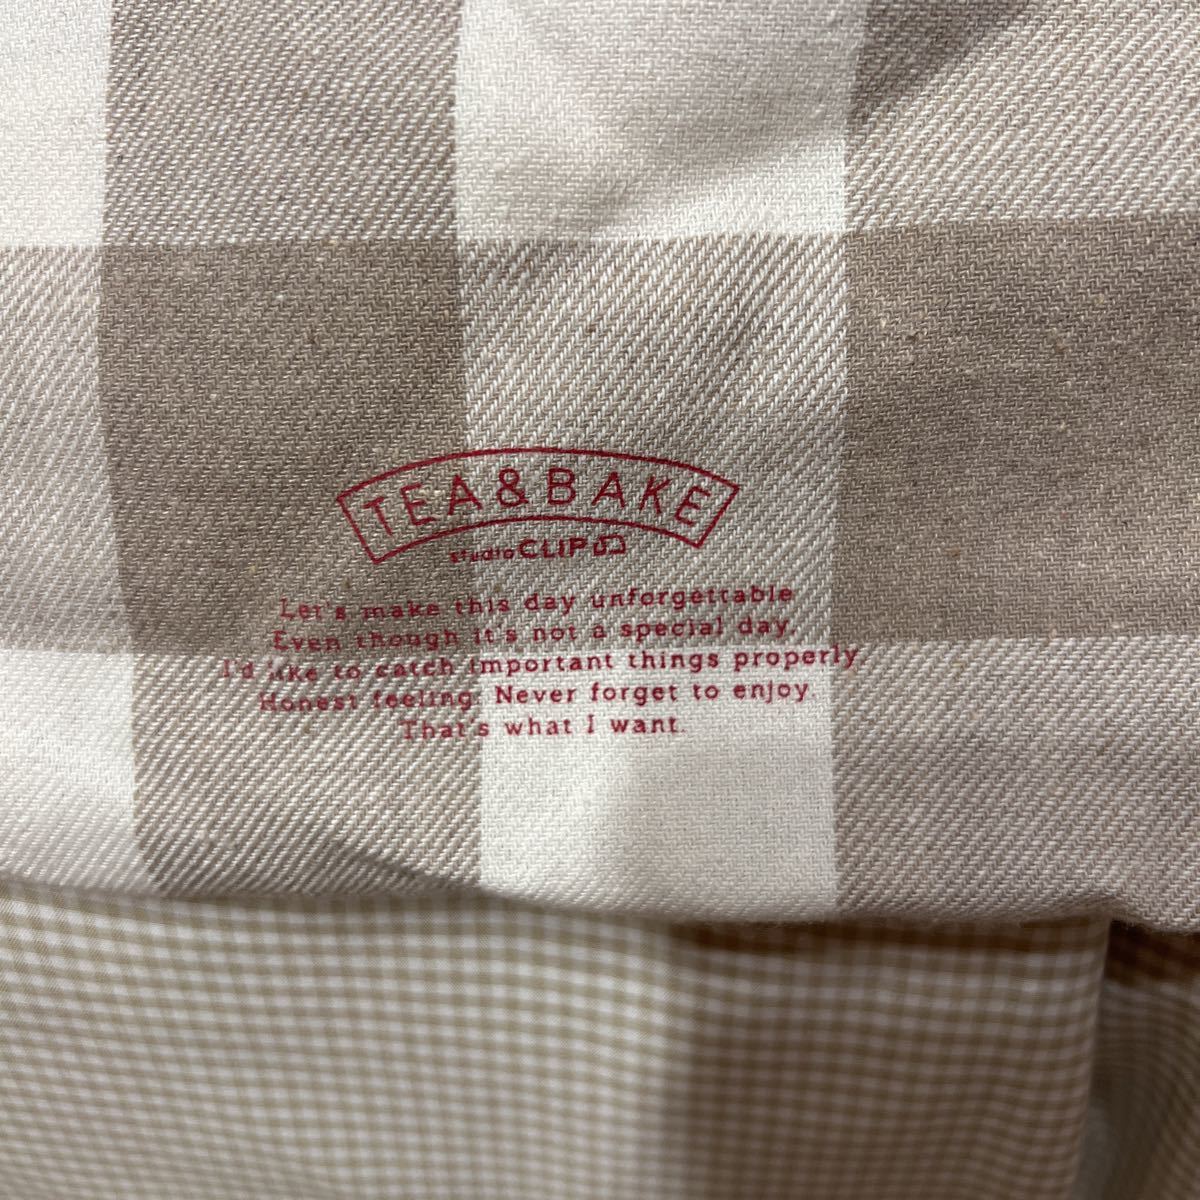 TEA&BAKE
studio CLIP
Let's make this day unforgettable
Even though it's not a special day,
I'd like to catch important things properly.
Honest feeling. Never forget to enjoy.
That's what I want.